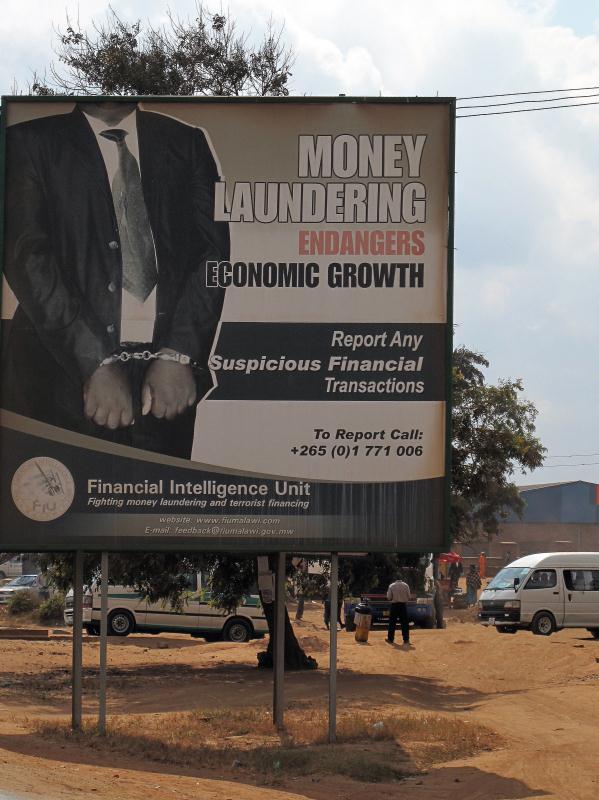 MONEY
LAUNDERING
ENDANGERS
ECONOMIC GROWTH
Report Any
Suspicious Financial
Transactions
To Report Call:
+265 (0)1 771 006
FIU
Financial Intelligence Unit
Fighting money laundering and terrorist financing
website: www.fiumalawi.com
E-mail: feedback@fiumalawi.gov.mw